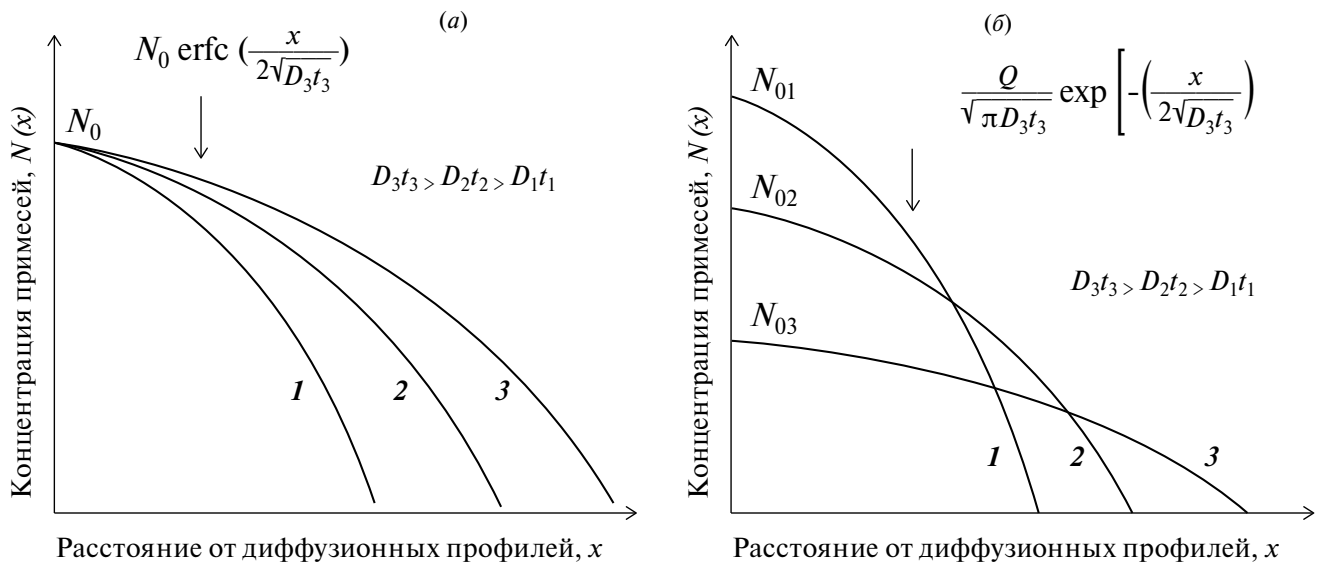 (а)
N₀ erfc (x / 2√D₃t₃)
N₀
D₃t₃ > D₂t₂ > D₁t₁
1
2
3
Концентрация примесей, N (x)
Расстояние от диффузионных профилей, x
(б)
N₀₁
Q / √πD₃t₃ exp [-(x / 2√D₃t₃)
N₀₂
D₃t₃ > D₂t₂ > D₁t₁
N₀₃
1
2
3
Концентрация примесей, N (x)
Расстояние от диффузионных профилей, x